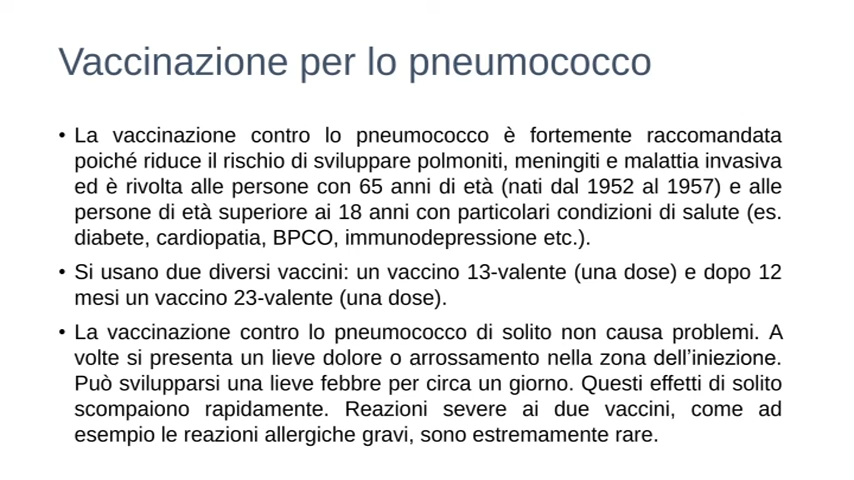 Vaccinazione per lo pneumococco
• La vaccinazione contro lo pneumococco è fortemente raccomandata
poiché riduce il rischio di sviluppare polmoniti, meningiti e malattia invasiva
ed è rivolta alle persone con 65 anni di età (nati dal 1952 al 1957) e alle
persone di età superiore ai 18 anni con particolari condizioni di salute (es.
diabete, cardiopatia, BPCO, immunodepressione etc.).
• Si usano due diversi vaccini: un vaccino 13-valente (una dose) e dopo 12
mesi un vaccino 23-valente (una dose).
• La vaccinazione contro lo pneumococco di solito non causa problemi. A
volte si presenta un lieve dolore o arrossamento nella zona dell’iniezione.
Può svilupparsi una lieve febbre per circa un giorno. Questi effetti di solito
scompaiono rapidamente. Reazioni severe ai due vaccini, come ad
esempio le reazioni allergiche gravi, sono estremamente rare.